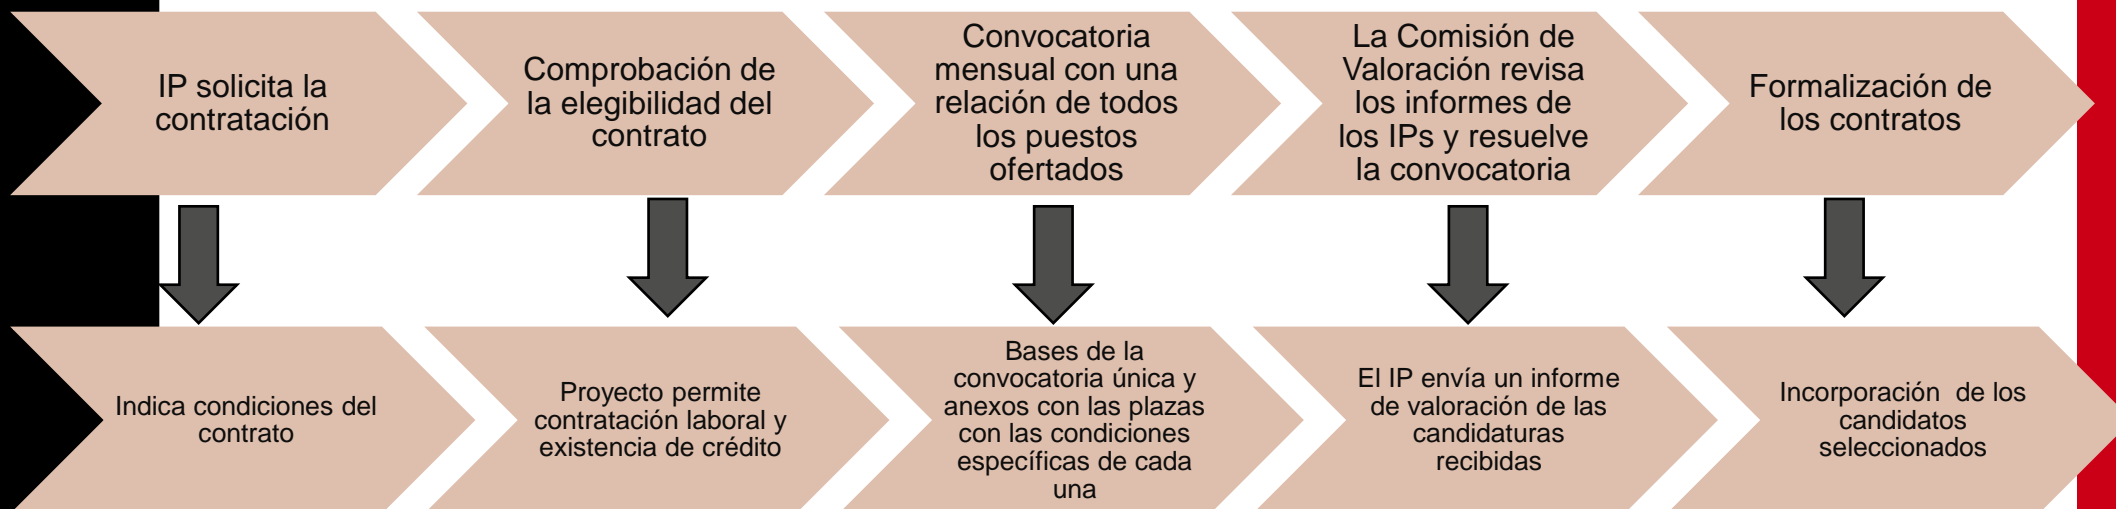 IP solicita la
contratación
Comprobación de
la elegibilidad del
contrato
Convocatoria
mensual con una
relación de todos
los puestos
ofertados
La Comisión de
Valoración revisa
los informes de
los IPs y resuelve
la convocatoria
Formalización de
los contratos
Indica condiciones del
contrato
Proyecto permite
contratación laboral y
existencia de crédito
Bases de la
convocatoria única y
anexos con las plazas
con las condiciones
específicas de cada
una
El IP envía un informe
de valoración de las
candidaturas
recibidas
Incorporación de los
candidatos
seleccionados